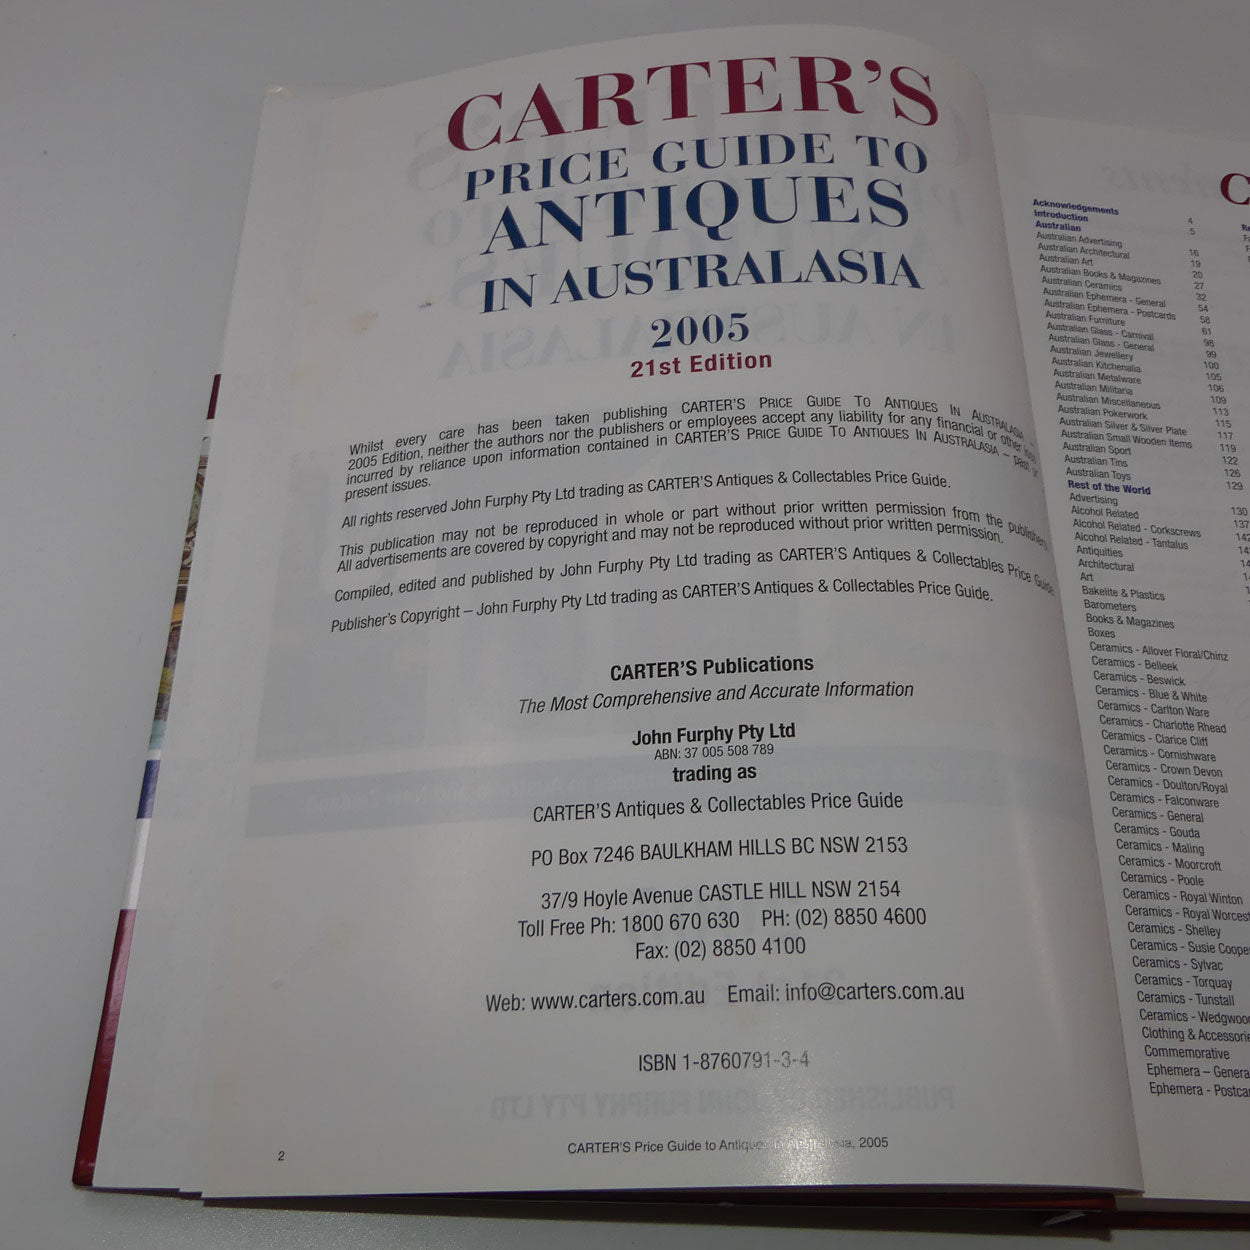 CARTER'S
PRICE GUIDE TO
ANTIQUES
IN AUSTRALASIA
2005
21st Edition
Whilst every care has been taken publishing CARTER'S PRICE GUIDE TO ANTIQUES IN AUSTRALASIA –
2005 Edition, neither the authors nor the publishers or employees accept any liability for any financial or other loss
incurred by reliance upon information contained in CARTER'S PRICE GUIDE TO ANTIQUES IN AUSTRALASIA – past or
present issues.
All rights reserved John Furphy Pty Ltd trading as CARTER'S Antiques & Collectables Price Guide.
This publication may not be reproduced in whole or part without prior written permission from the publishers.
All advertisements are covered by copyright and may not be reproduced without prior written permission.
Compiled, edited and published by John Furphy Pty Ltd trading as CARTER'S Antiques & Collectables Price Guide
Publisher's Copyright – John Furphy Pty Ltd trading as CARTER'S Antiques & Collectables Price Guide.
CARTER'S Publications
The Most Comprehensive and Accurate Information
John Furphy Pty Ltd
ABN: 37 005 508 789
trading as
CARTER'S Antiques & Collectables Price Guide
PO Box 7246 BAULKHAM HILLS BC NSW 2153
37/9 Hoyle Avenue CASTLE HILL NSW 2154
Toll Free Ph: 1800 670 630 PH: (02) 8850 4600
Fax: (02) 8850 4100
Web: www.carters.com.au Email: info@carters.com.au
ISBN 1-8760791-3-4
2 CARTER'S Price Guide to Antiques in Australasia, 2005
C
Acknowledgements 4
Introduction 5
Australian
Australian Advertising 16
Australian Architectural 19
Australian Art 20
Australian Books & Magazines 27
Australian Ceramics 32
Australian Ephemera - General 54
Australian Ephemera - Postcards 58
Australian Furniture 61
Australian Glass - Carnival 98
Australian Glass - General 99
Australian Jewellery 100
Australian Kitchenalia 105
Australian Metalware 106
Australian Militaria 109
Australian Miscellaneous 113
Australian Pokerwork 115
Australian Silver & Silver Plate 117
Australian Small Wooden Items 119
Australian Sport 122
Australian Tins 126
Australian Toys 129
Rest of the World
Advertising 130
Alcohol Related 137
Alcohol Related - Corkscrews
Alcohol Related - Tantalus
Antiquities
Architectural
Art
Bakelite & Plastics
Barometers
Books & Magazines
Boxes
Ceramics - Allover Floral/Chinz
Ceramics - Belleek
Ceramics - Beswick
Ceramics - Blue & White
Ceramics - Carlton Ware
Ceramics - Charlotte Rhead
Ceramics - Clarice Cliff
Ceramics - Cornishware
Ceramics - Crown Devon
Ceramics - Doulton/Royal
Ceramics - Falconware
Ceramics - General
Ceramics - Gouda
Ceramics - Maling
Ceramics - Moorcroft
Ceramics - Poole
Ceramics - Royal Winton
Ceramics - Royal Worcest
Ceramics - Shelley
Ceramics - Susie Coope
Ceramics - Sylvac
Ceramics - Torquay
Ceramics - Tunstall
Ceramics - Wedgwoo
Clothing & Accessorie
Commemorative
Ephemera – Genera
Ephemera - Postca